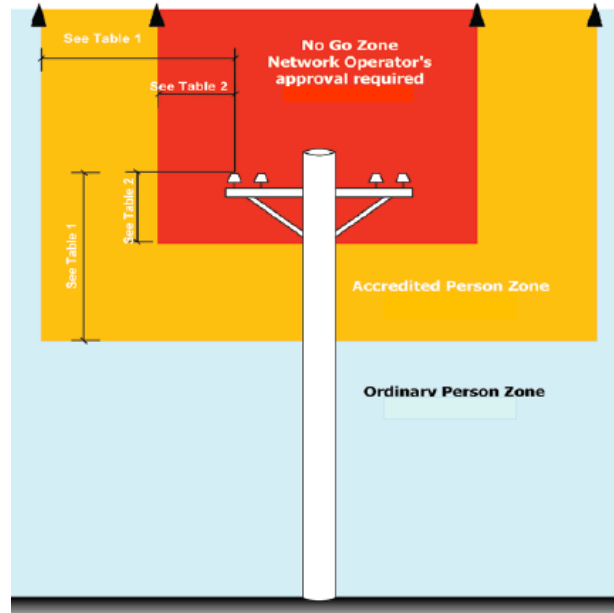 See Table 1
No Go Zone
Network Operator's
approval required
See Table 2
See Table 1
See Table 2
Accredited Person Zone
Ordinary Person Zone